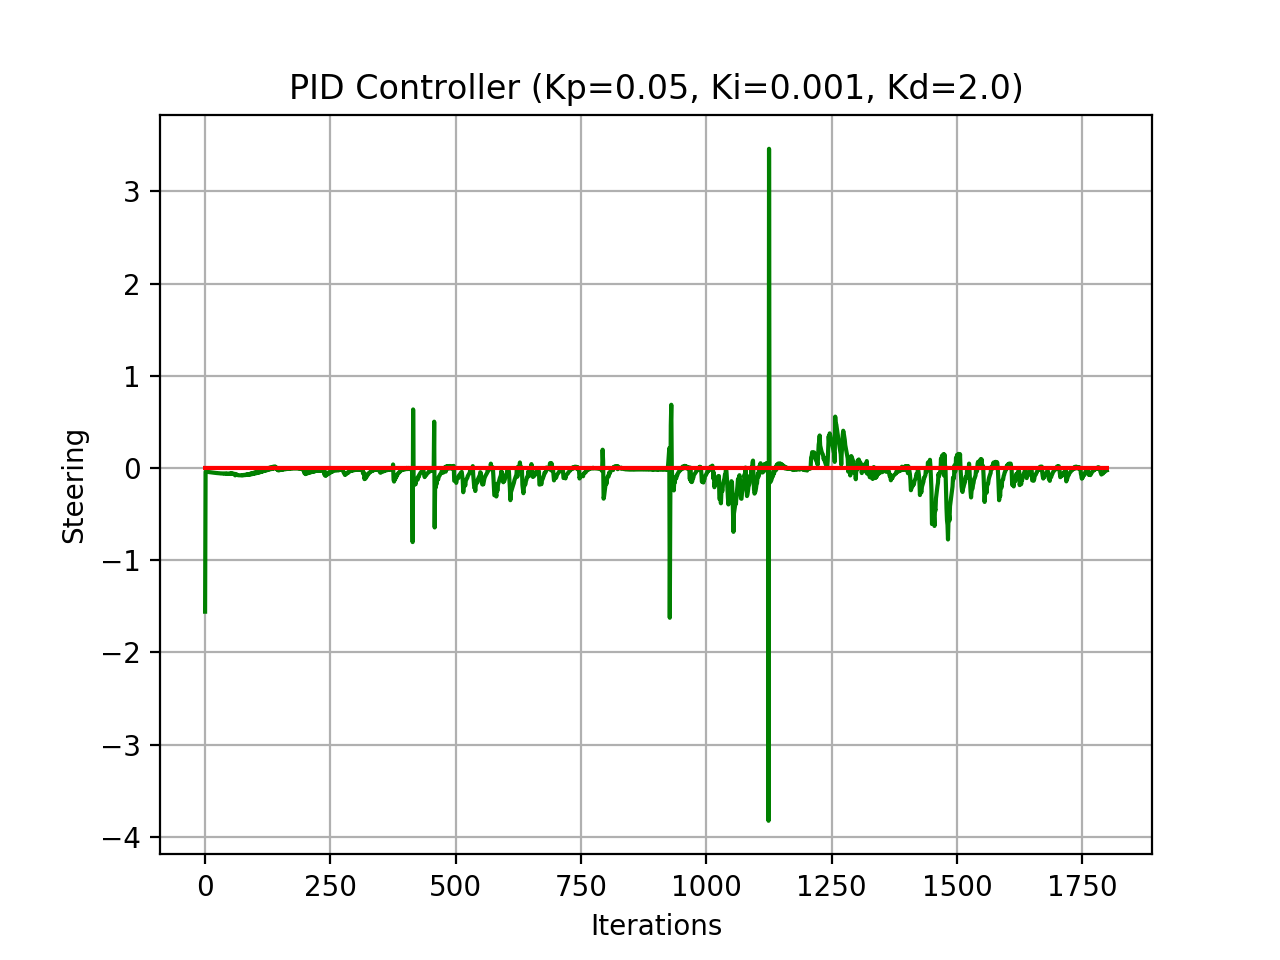 PID Controller (Kp=0.05, Ki=0.001, Kd=2.0)
3
2
1
0
−1
−2
−3
−4
Steering
0 250 500 750 1000 1250 1500 1750
Iterations